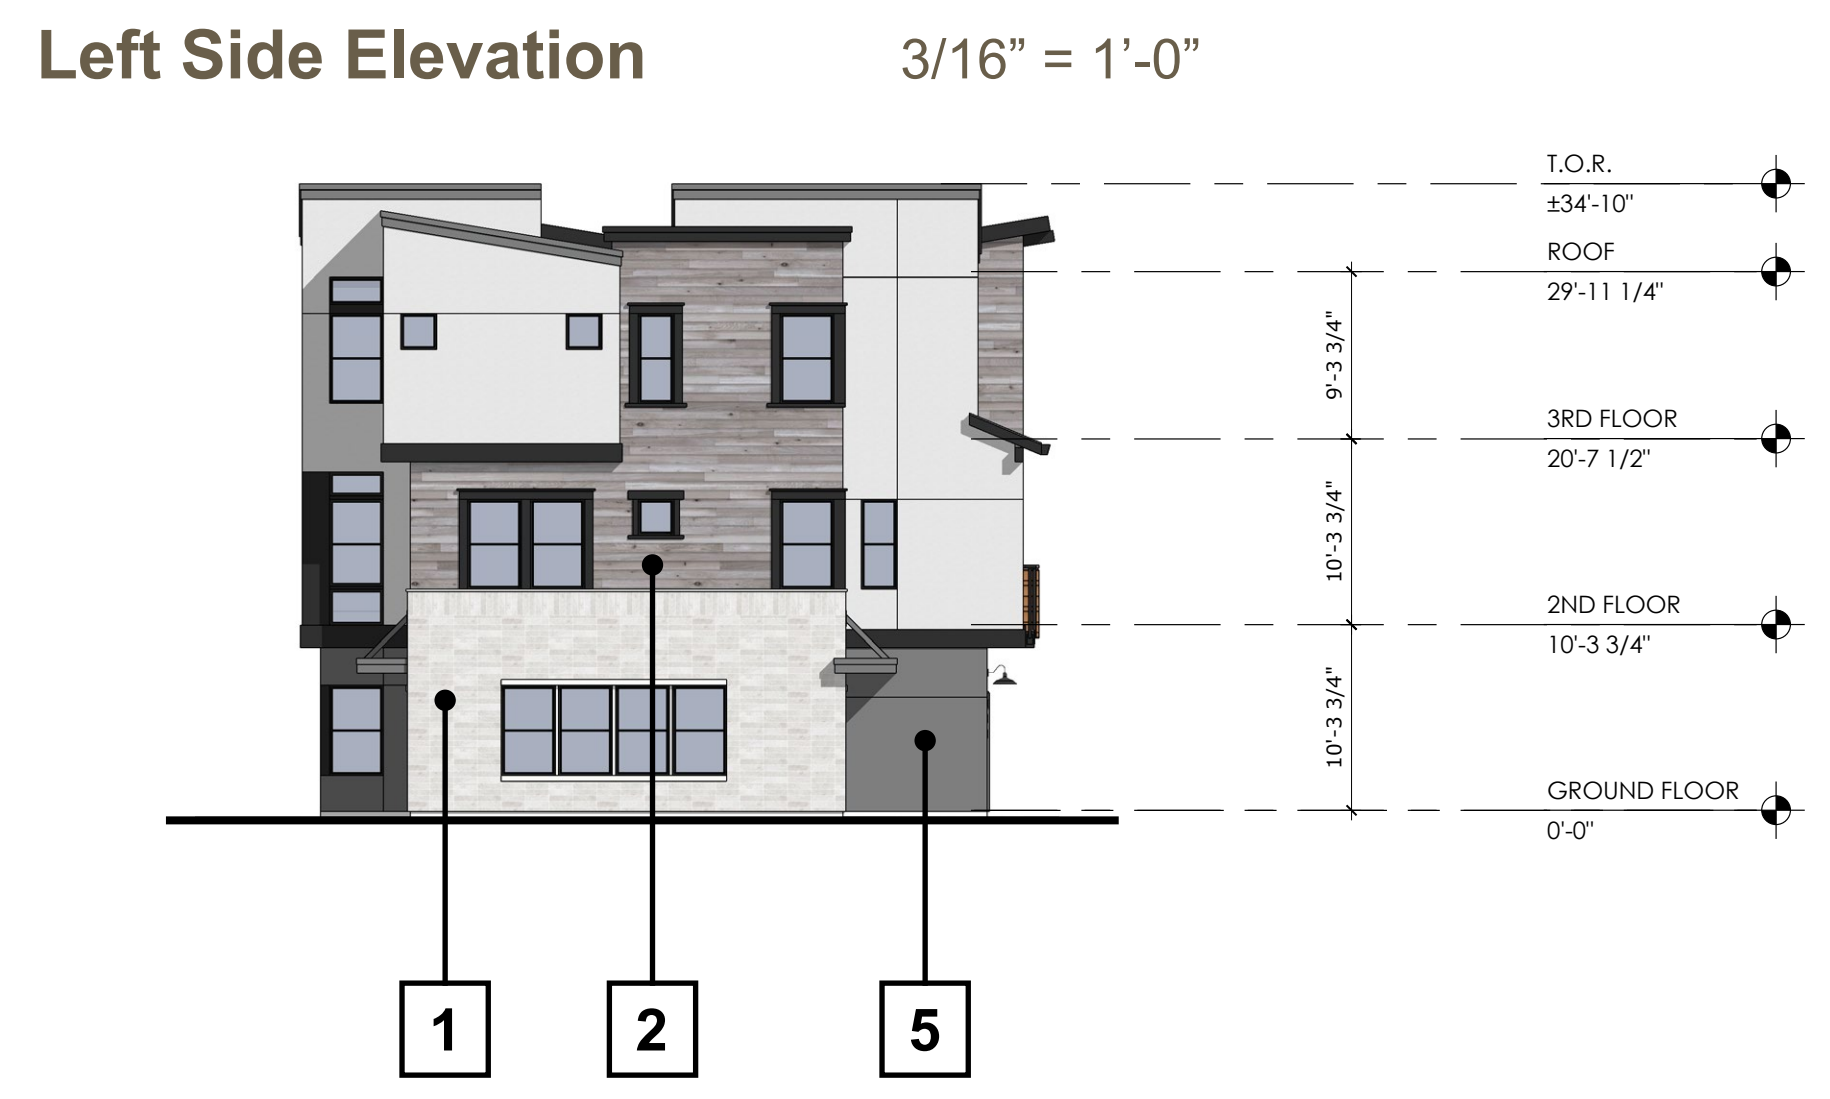 Left Side Elevation
3/16” = 1’-0”
T.O.R.
±34'-10"
ROOF
29'-11 1/4"
9'-3 3/4"
3RD FLOOR
20'-7 1/2"
10'-3 3/4"
2ND FLOOR
10'-3 3/4"
10'-3 3/4"
GROUND FLOOR
0'-0"
1
2
5